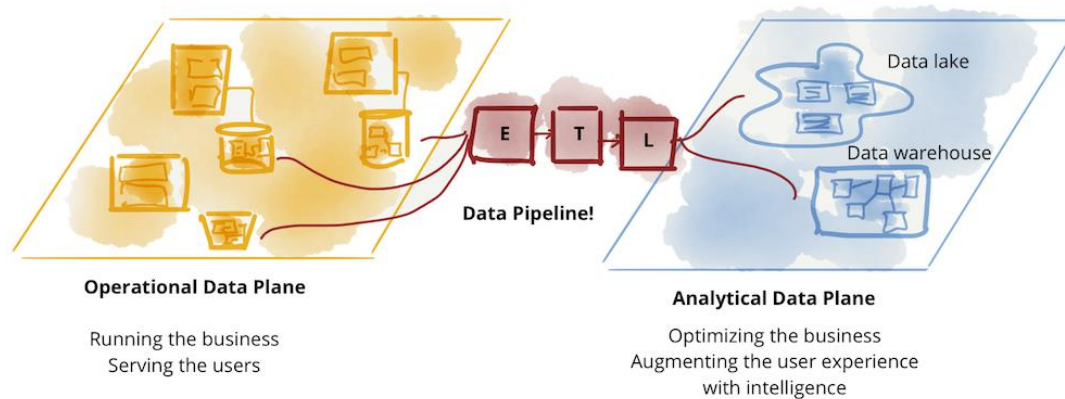 E
T
L
Data Pipeline!
Data lake
Data warehouse
Operational Data Plane
Running the business
Serving the users
Analytical Data Plane
Optimizing the business
Augmenting the user experience
with intelligence